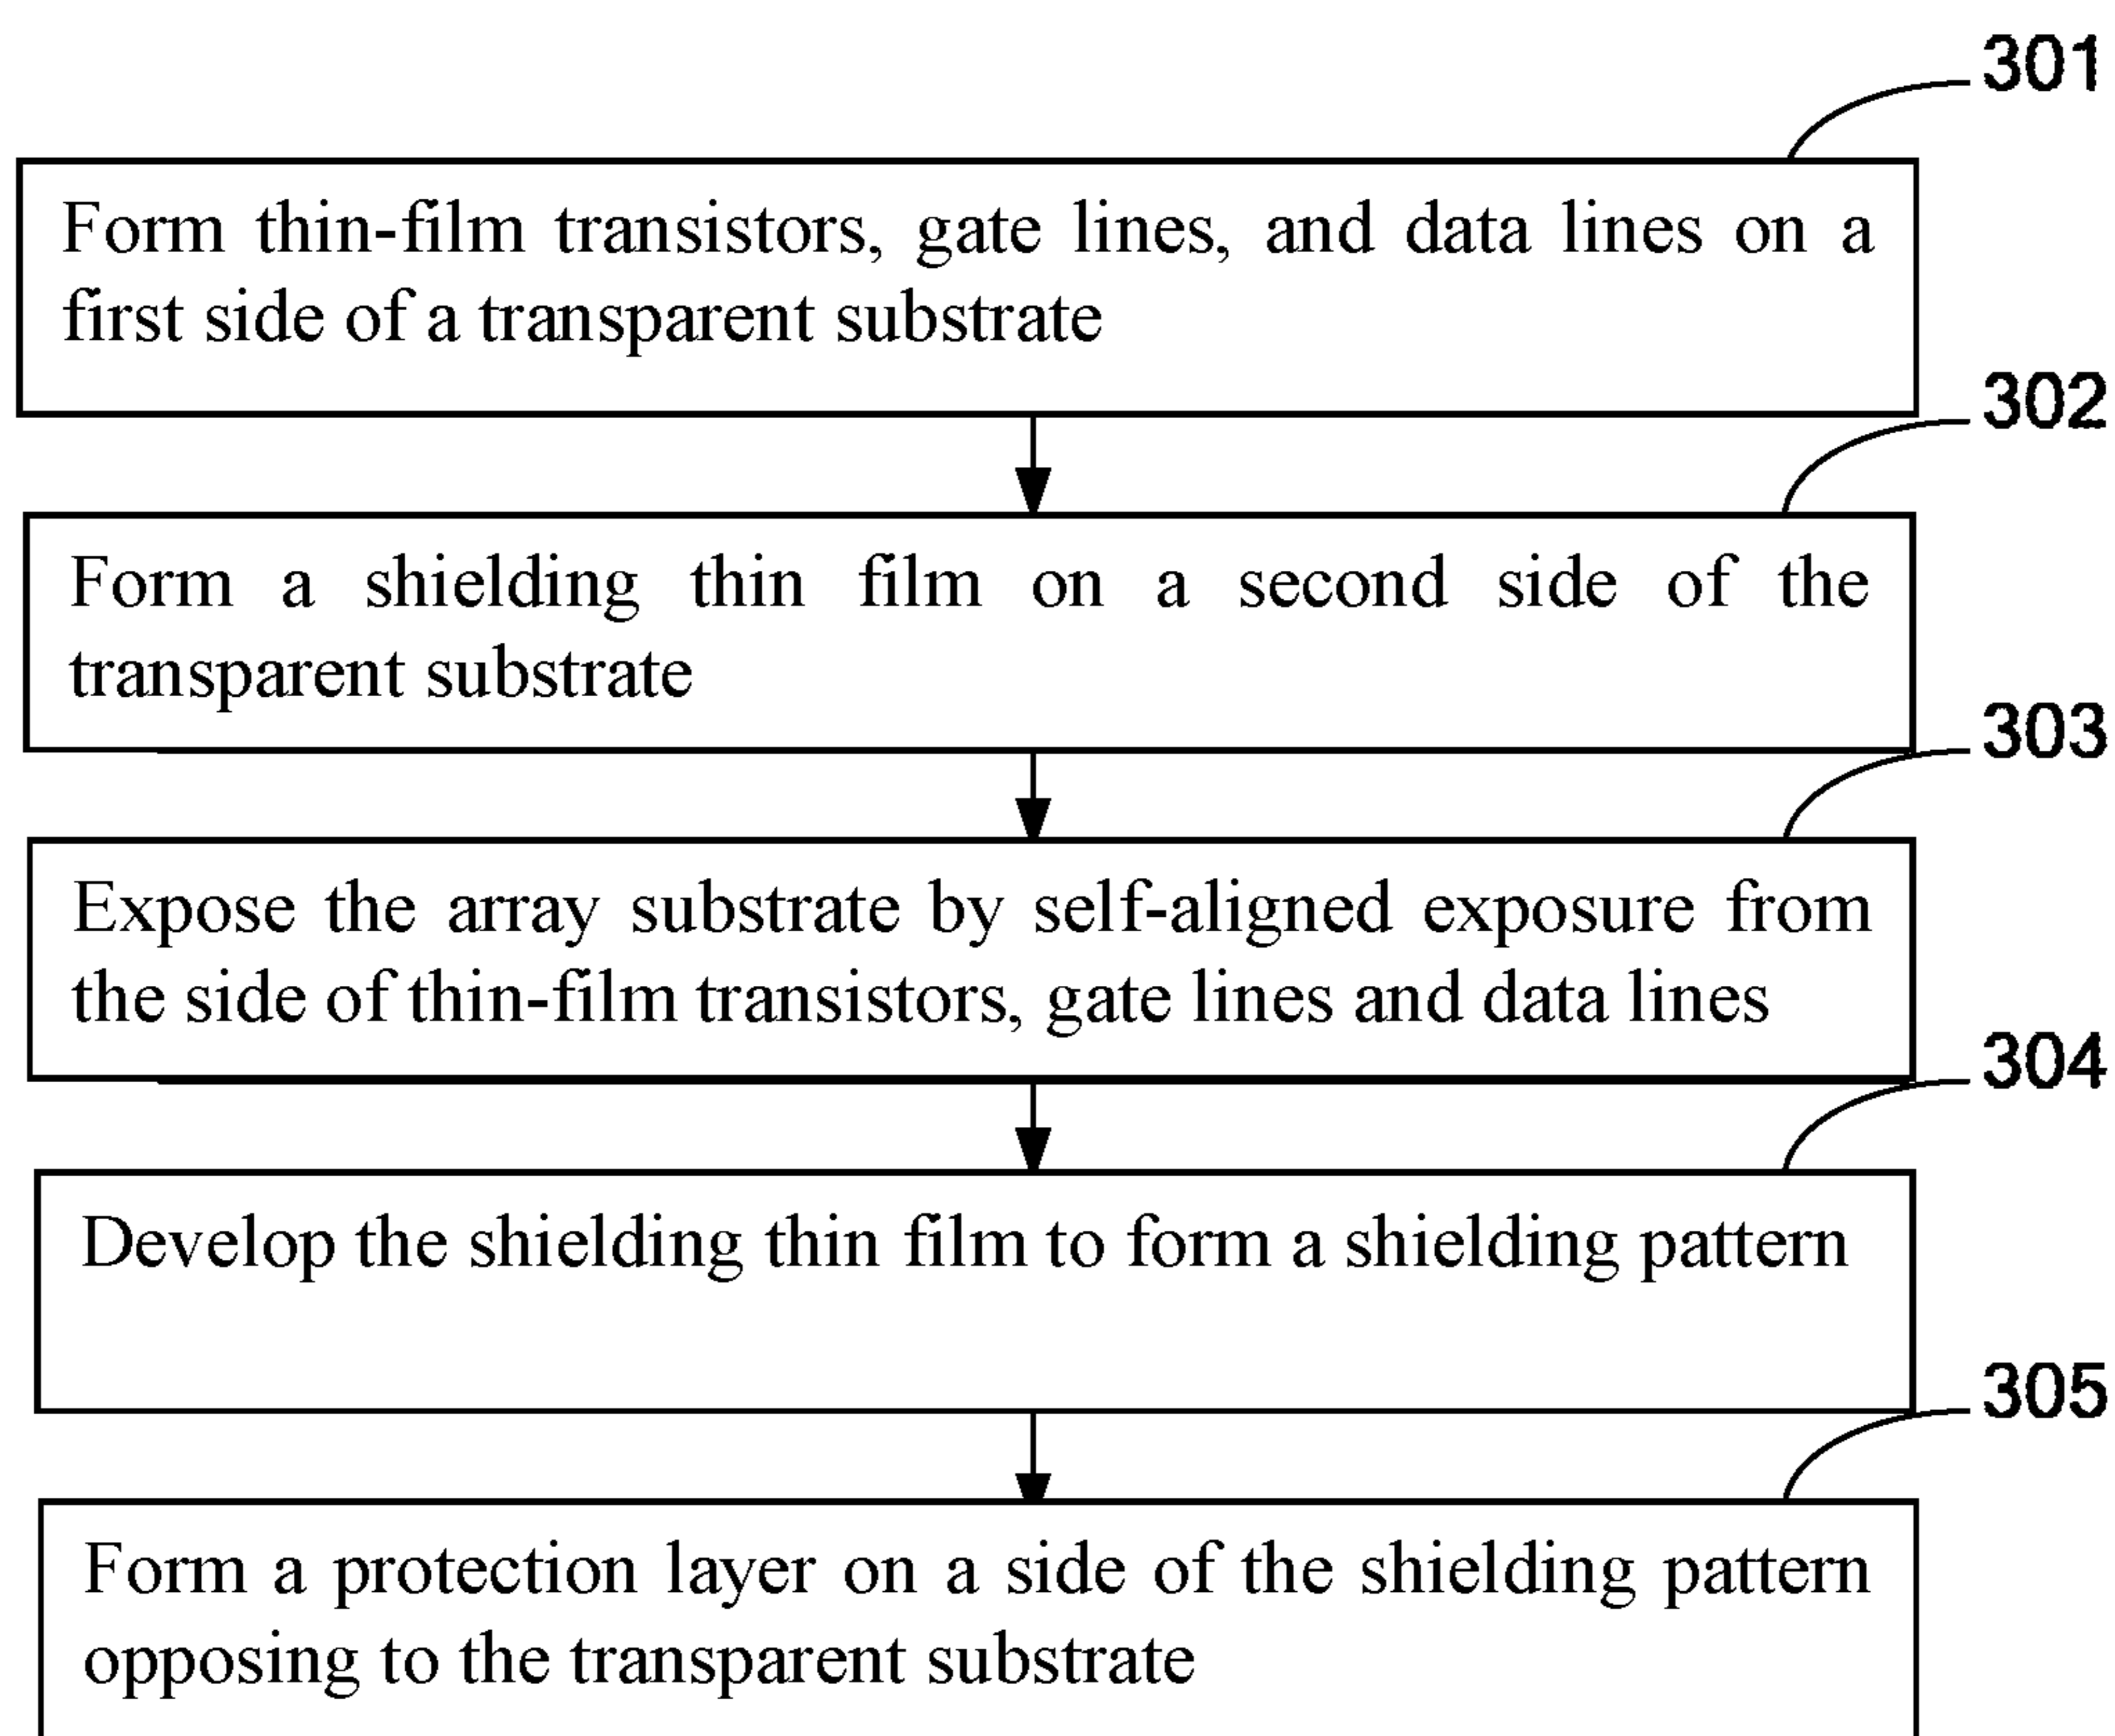 301
Form thin-film transistors, gate lines, and data lines on a
first side of a transparent substrate
302
Form a shielding thin film on a second side of the
transparent substrate
303
Expose the array substrate by self-aligned exposure from
the side of thin-film transistors, gate lines and data lines
304
Develop the shielding thin film to form a shielding pattern
305
Form a protection layer on a side of the shielding pattern
opposing to the transparent substrate